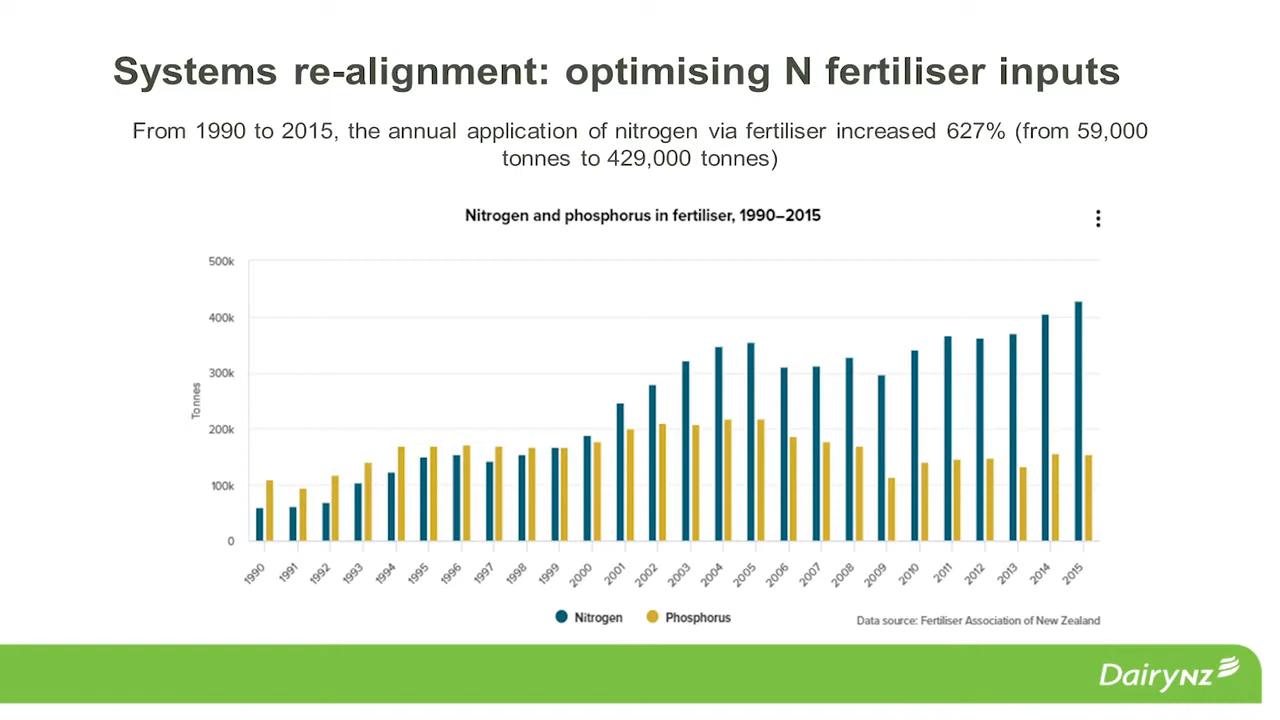 Systems re-alignment: optimising N fertiliser inputs
From 1990 to 2015, the annual application of nitrogen via fertiliser increased 627% (from 59,000
tonnes to 429,000 tonnes)
Nitrogen and phosphorus in fertiliser, 1990–2015
500k
400k
300k
200k
100k
0
Tonnes
1990 1991 1992 1993 1994 1995 1996 1997 1998 1999 2000 2001 2002 2003 2004 2005 2006 2007 2008 2009 2010 2011 2012 2013 2014 2015
Nitrogen Phosphorus
Data source: Fertiliser Association of New Zealand
DairyNZ